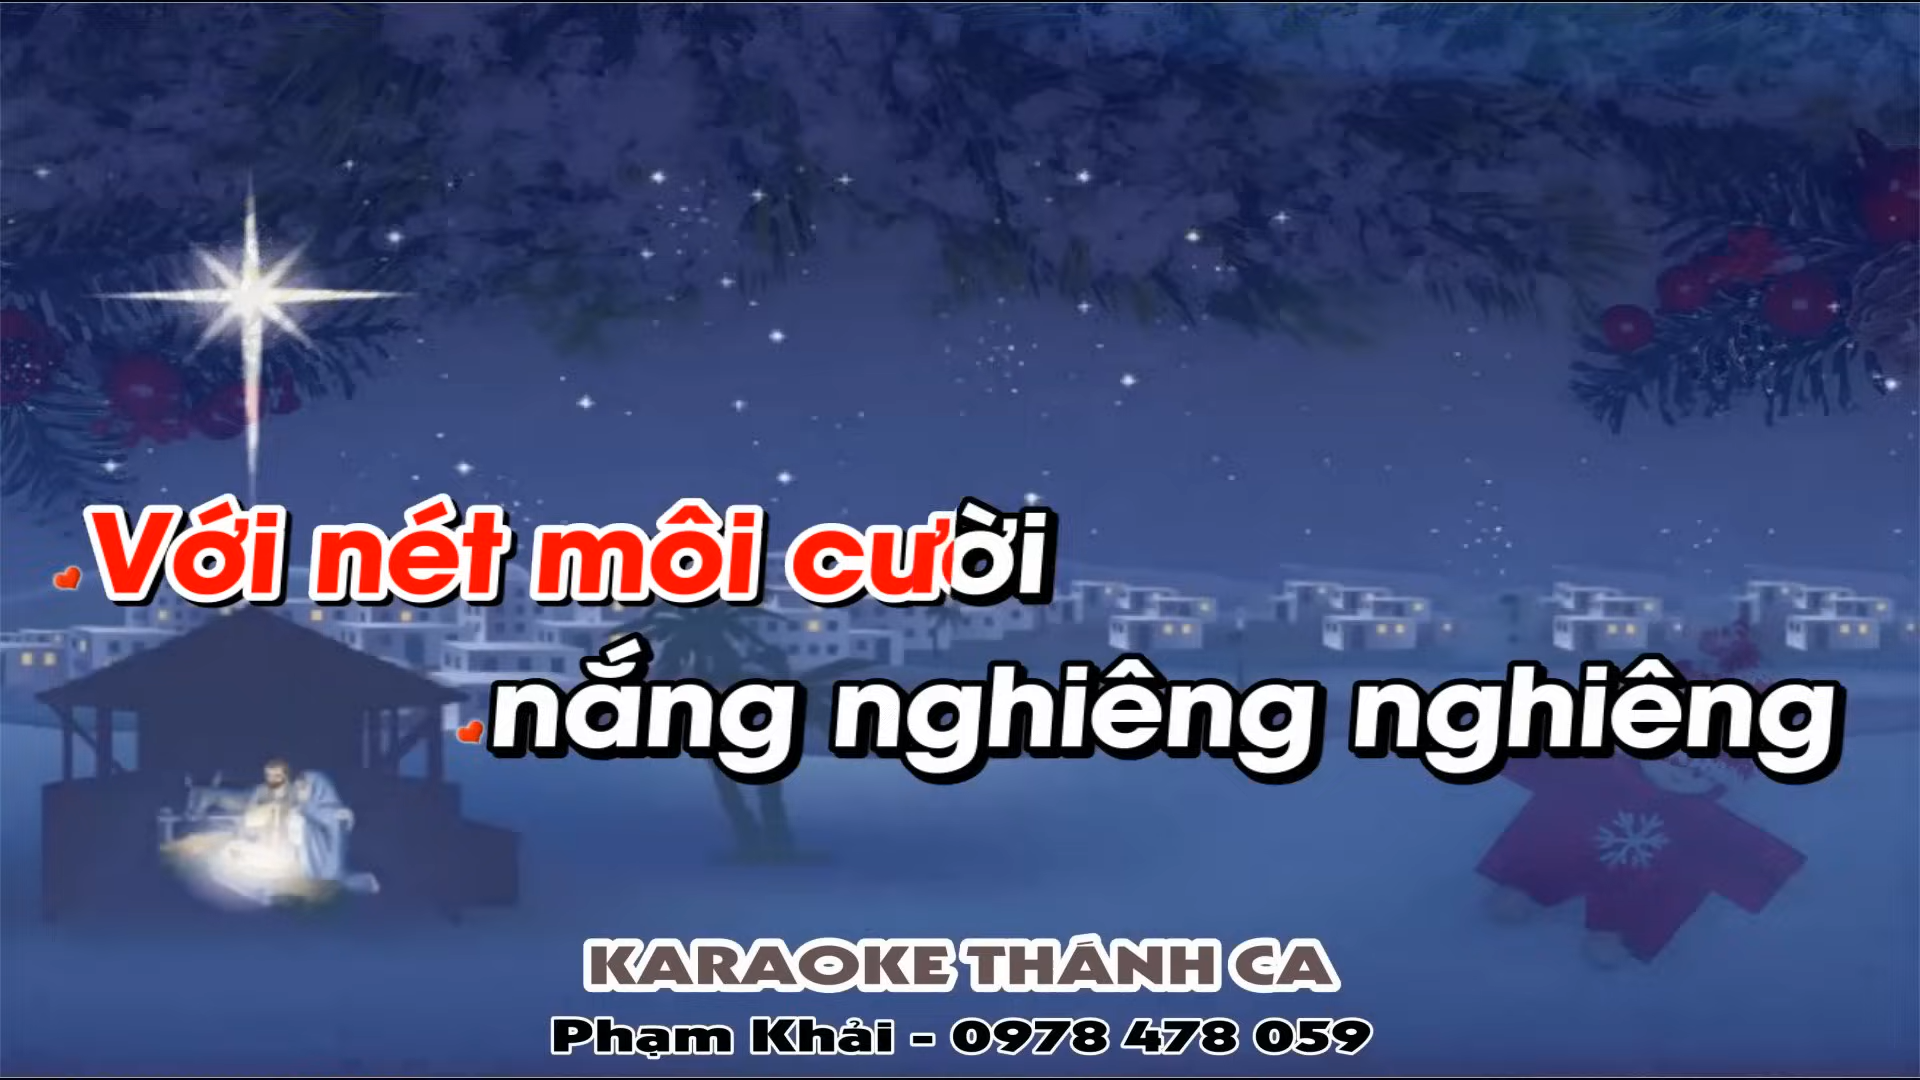 Với nét môi cười
nắng nghiêng nghiêng
KARAOKE THÁNH CA
Phạm Khải - 0978 478 059